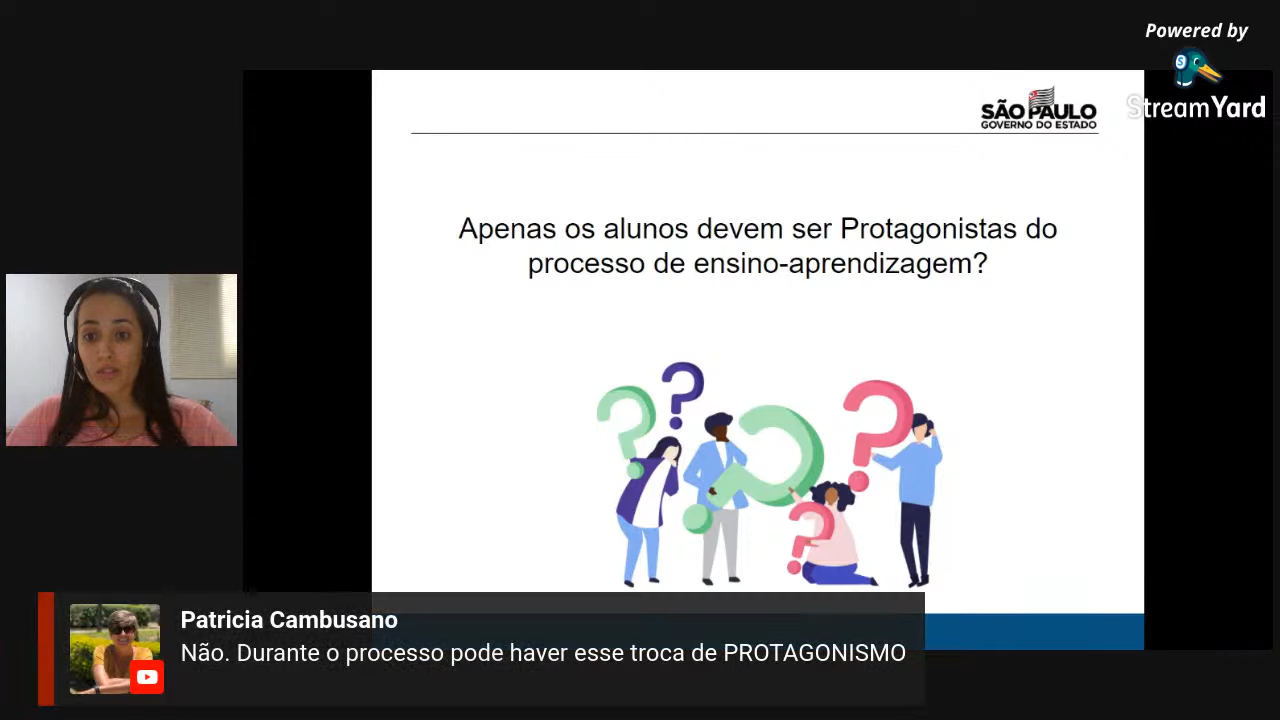 Powered by
StreamYard
SÃO PAULO
GOVERNO DO ESTADO
Apenas os alunos devem ser Protagonistas do
processo de ensino-aprendizagem?
Patricia Cambusano
Não. Durante o processo pode haver esse troca de PROTAGONISMO